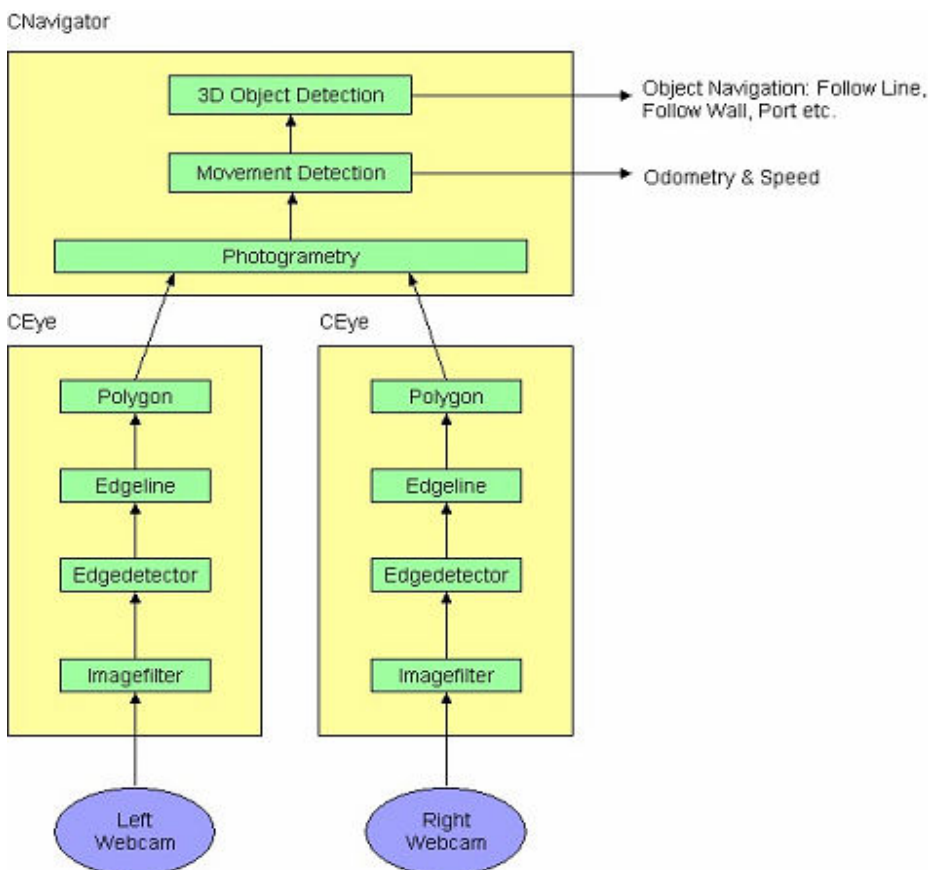 CNavigator
3D Object Detection
Object Navigation: Follow Line,
Follow Wall, Port etc.
Movement Detection
Odometry & Speed
Photogrametry
CEye
CEye
Polygon
Polygon
Edgeline
Edgeline
Edgedetector
Edgedetector
Imagefilter
Imagefilter
Left
Webcam
Right
Webcam